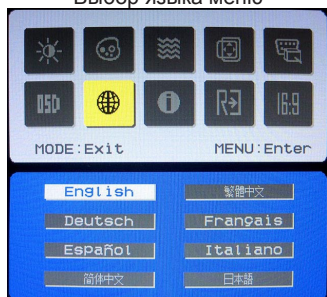 Выбор языка меню
OSD 16:9
MODE:Exit MENU:Enter
English 繁體中文
Deutsch Français
Español Italiano
简体中文 日本語